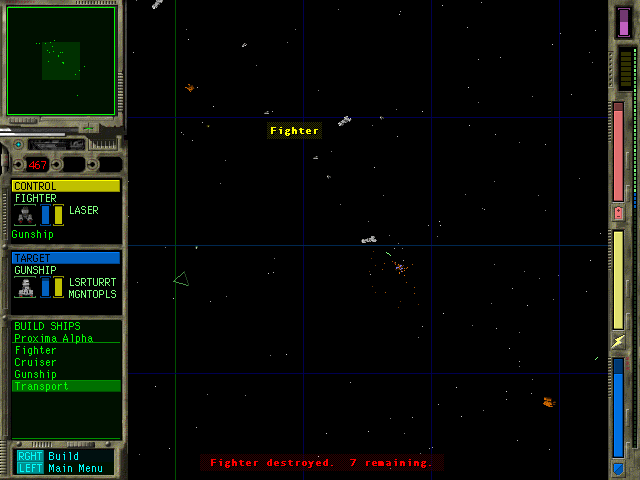 Fighter
467
CONTROL
FIGHTER
LASER
Gunship
TARGET
GUNSHIP
LSRTURRT
MGNTOPLS
BUILD SHIPS
Proxima Alpha
Fighter
Cruiser
Gunship
Transport
RGHT Build
LEFT Main Menu
Fighter destroyed. 7 remaining.